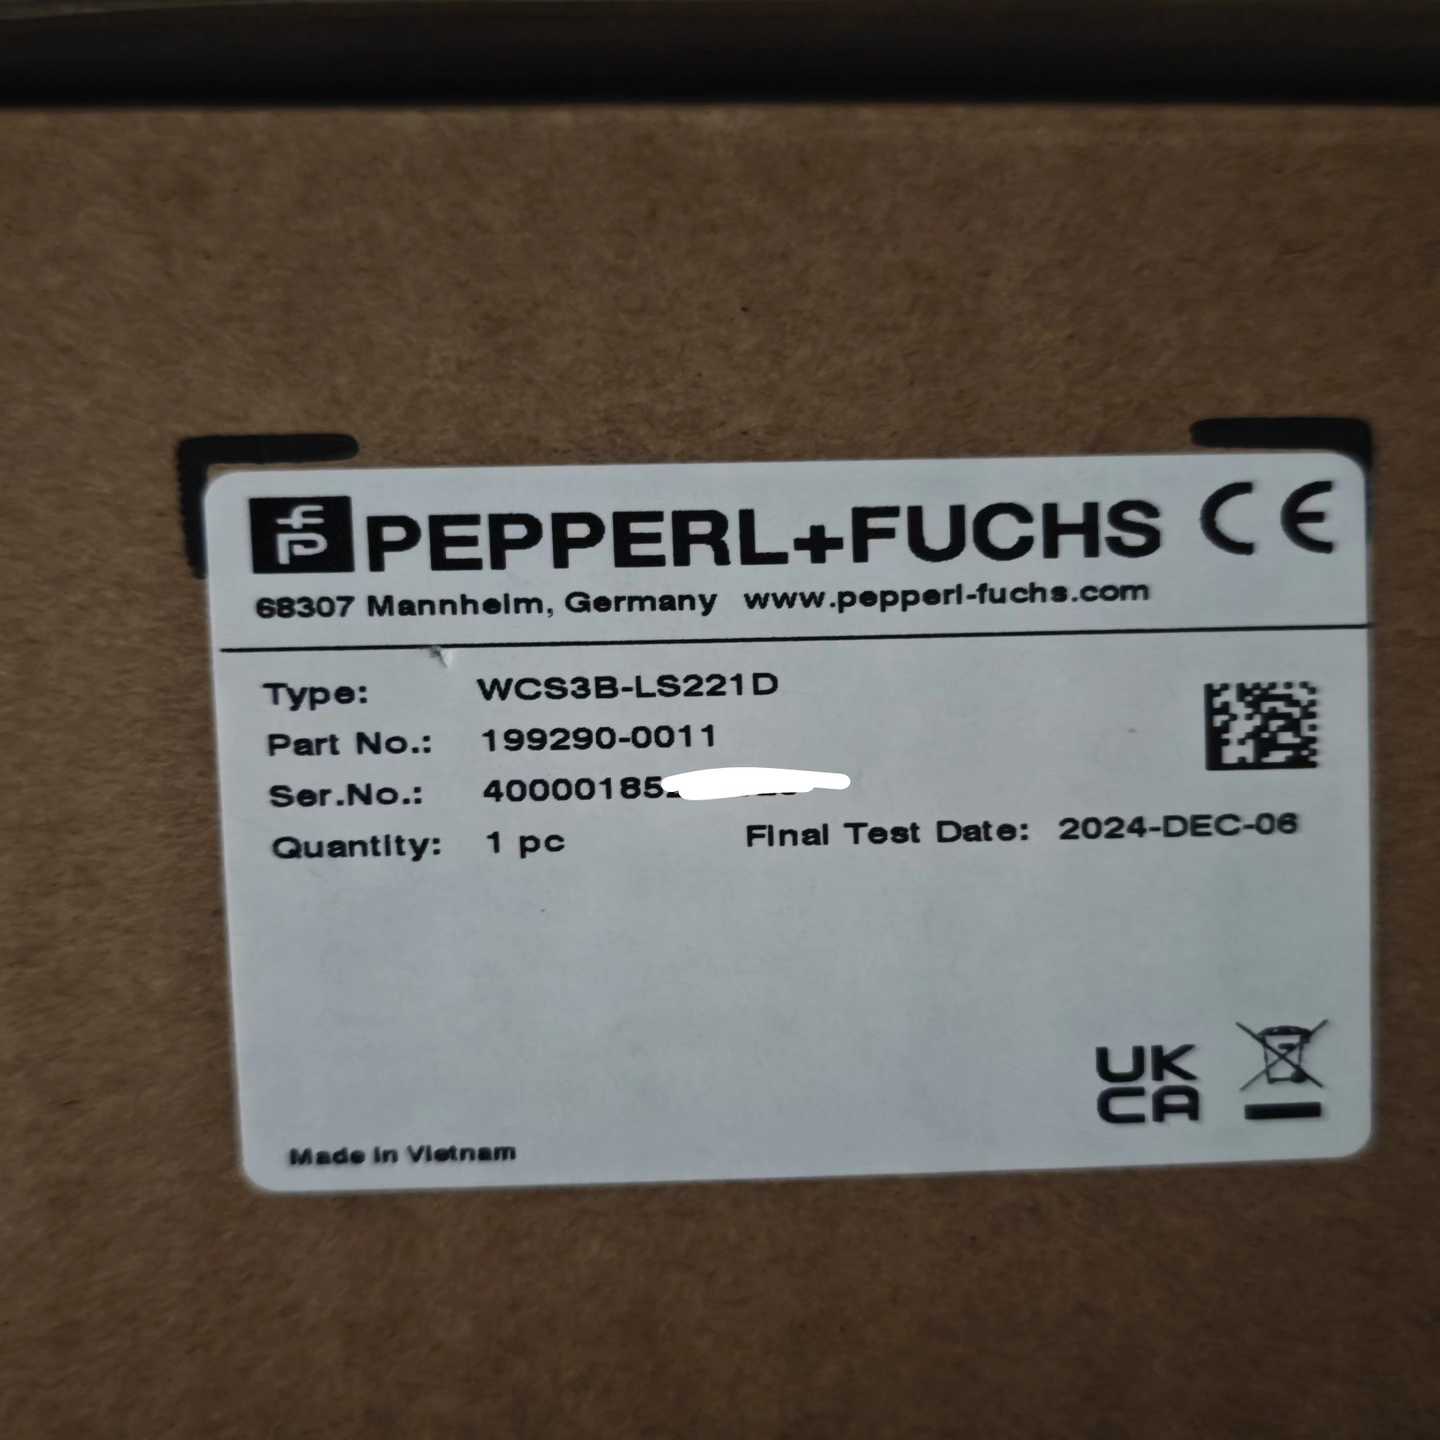 PEPPERL+FUCHS CE
68307 Mannheim, Germany www.pepperl-fuchs.com
Type: WCS3B-LS221D
Part No.: 199290-0011
Ser.No.: 40000185
Quantity: 1 pc Final Test Date: 2024-DEC-06
UK
CA
Made in Vietnam